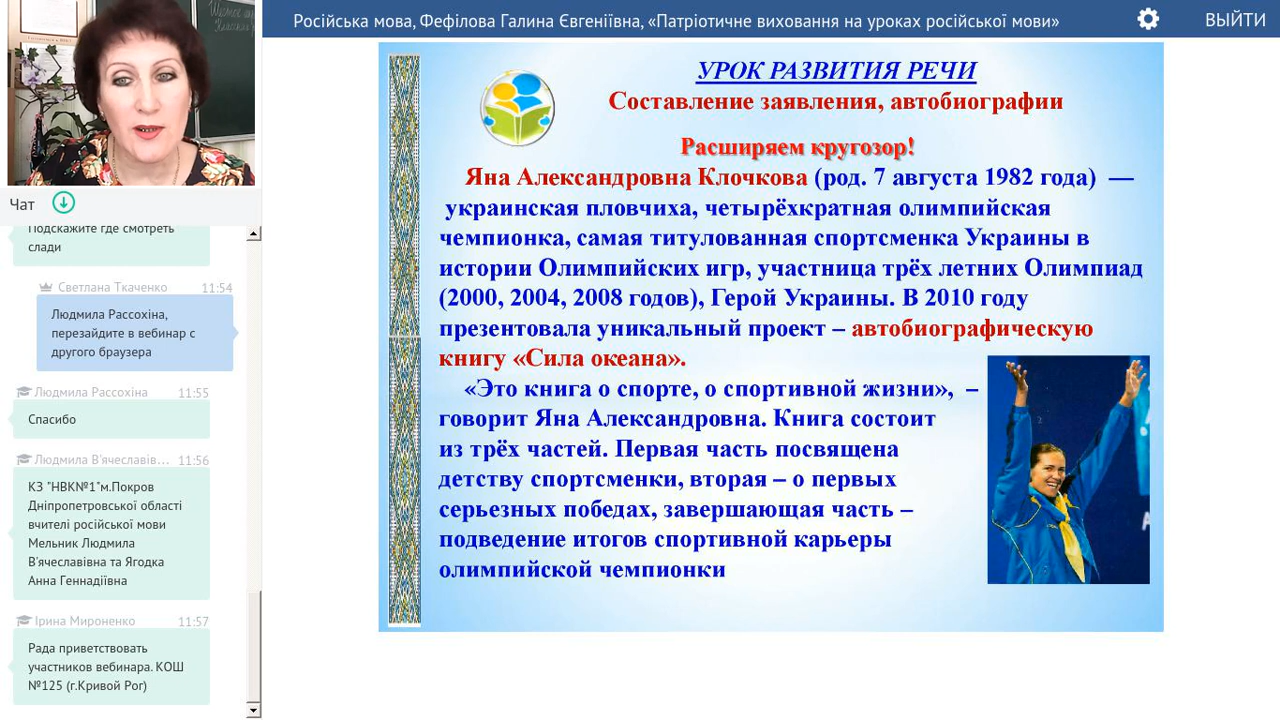 Російська мова, Фефілова Галина Євгеніївна, «Патріотичне виховання на уроках російської мови»
ВЫЙТИ
Чат
Подскажите где смотреть
слади
Светлана Ткаченко 11:54
Людмила Рассохіна,
перезайдите в вебинар с
другого браузера
Людмила Рассохіна 11:55
Спасибо
Людмила В'ячеславів... 11:56
КЗ "НВК№1"м.Покров
Дніпропетровської області
вчителі російської мови
Мельник Людмила
В'ячеславівна та Ягодка
Анна Геннадіївна
Ірина Мироненко 11:57
Рада приветствовать
участников вебинара. КОШ
№125 (г.Кривой Рог)
УРОК РАЗВИТИЯ РЕЧИ
Составление заявления, автобиографии
Расширяем кругозор!
Яна Александровна Клочкова (род. 7 августа 1982 года) —
украинская пловчиха, четырёхкратная олимпийская
чемпионка, самая титулованная спортсменка Украины в
истории Олимпийских игр, участница трёх летних Олимпиад
(2000, 2004, 2008 годов), Герой Украины. В 2010 году
презентовала уникальный проект – автобиографическую
книгу «Сила океана».
«Это книга о спорте, о спортивной жизни», –
говорит Яна Александровна. Книга состоит
из трёх частей. Первая часть посвящена
детству спортсменки, вторая – о первых
серьезных победах, завершающая часть –
подведение итогов спортивной карьеры
олимпийской чемпионки